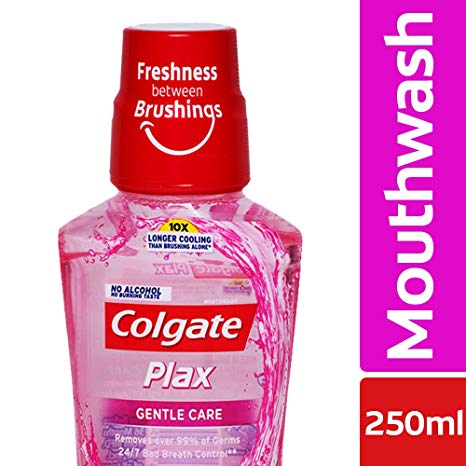 Freshness
between
Brushings
10X
LONGER COOLING
THAN BRUSHING ALONE*
NO ALCOHOL
NO BURNING TASTE
Colgate
Plax
GENTLE CARE
Removes over 99% of Germs
24/7 Bad Breath Control**
Mouthwash
250ml